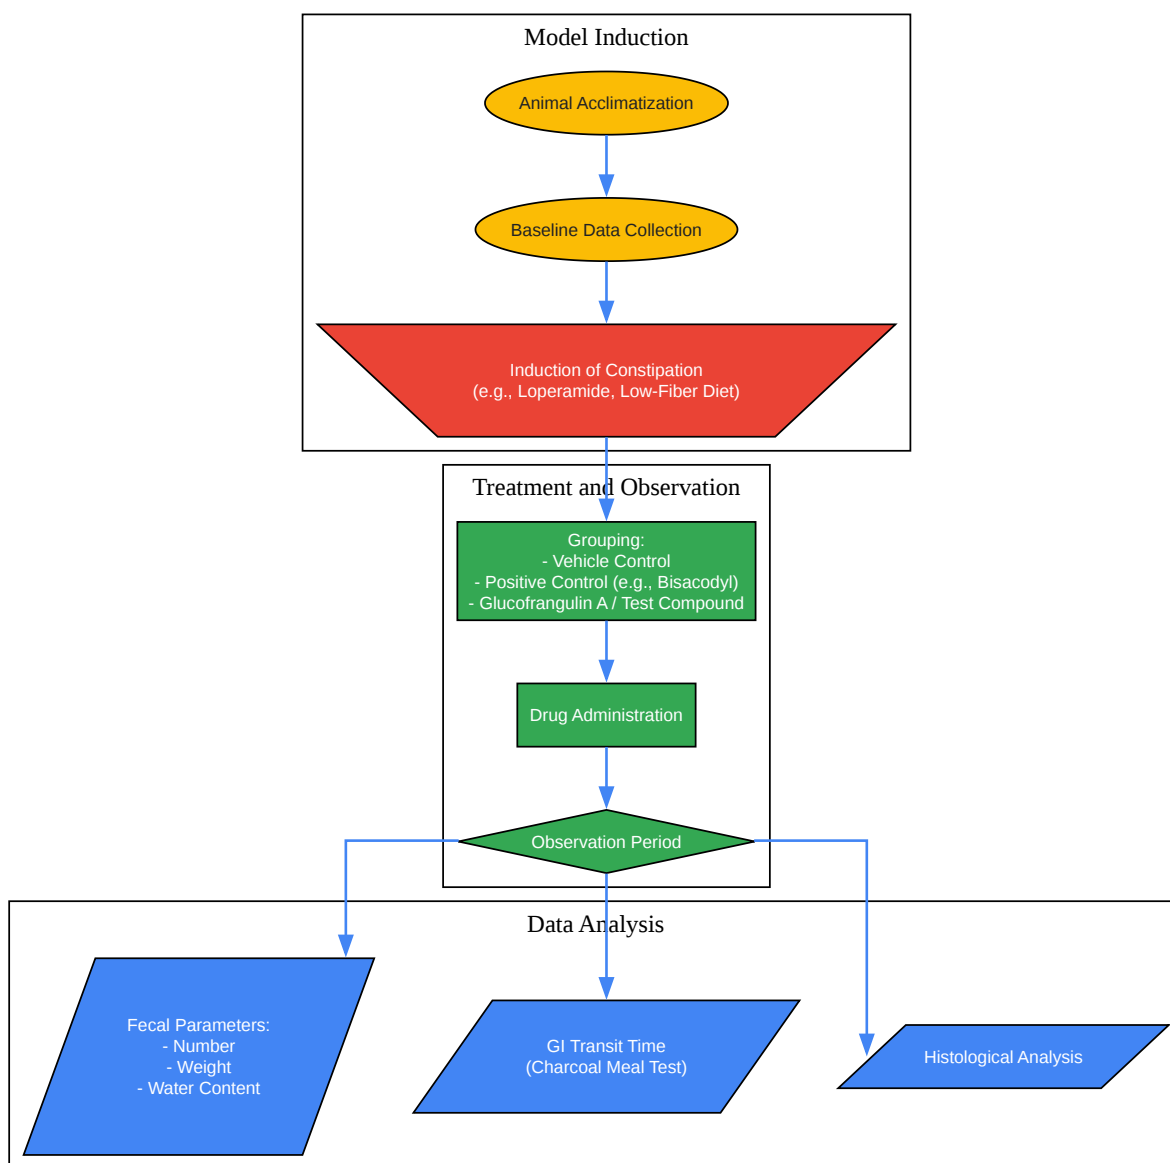 Model Induction
Animal Acclimatization
Baseline Data Collection
Induction of Constipation
(e.g., Loperamide, Low-Fiber Diet)
Treatment and Observation
Grouping:
- Vehicle Control
- Positive Control (e.g., Bisacodyl)
- Glucofrangulin A / Test Compound
Drug Administration
Observation Period
Data Analysis
Fecal Parameters:
- Number
- Weight
- Water Content
GI Transit Time
(Charcoal Meal Test)
Histological Analysis